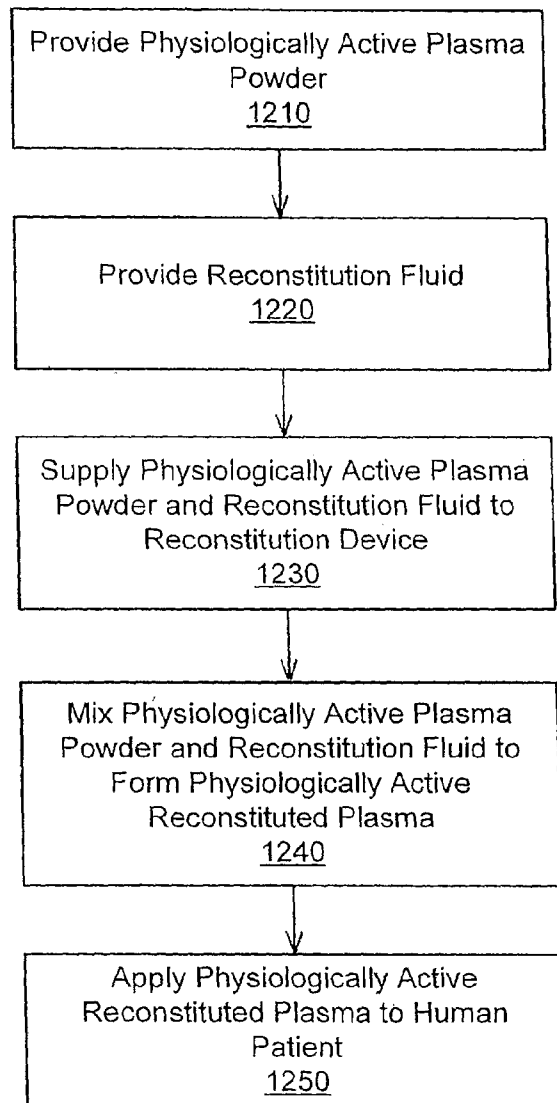 Provide Physiologically Active Plasma
Powder
1210
Provide Reconstitution Fluid
1220
Supply Physiologically Active Plasma
Powder and Reconstitution Fluid to
Reconstitution Device
1230
Mix Physiologically Active Plasma
Powder and Reconstitution Fluid to
Form Physiologically Active
Reconstituted Plasma
1240
Apply Physiologically Active
Reconstituted Plasma to Human
Patient
1250